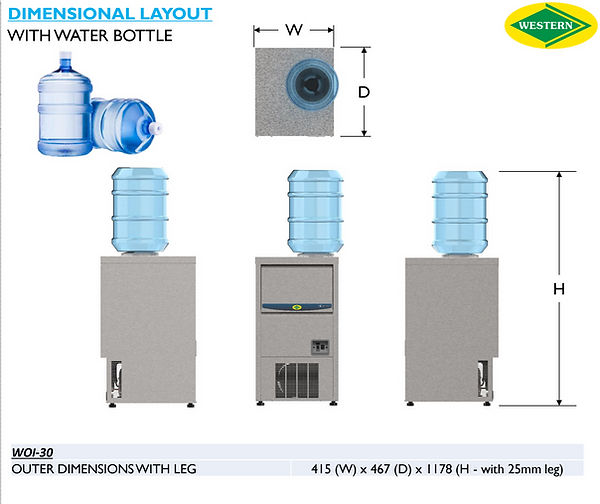 DIMENSIONAL LAYOUT
WITH WATER BOTTLE
WESTERN
W
D
H
WOI-30
OUTER DIMENSIONS WITH LEG 415 (W) x 467 (D) x 1178 (H - with 25mm leg)